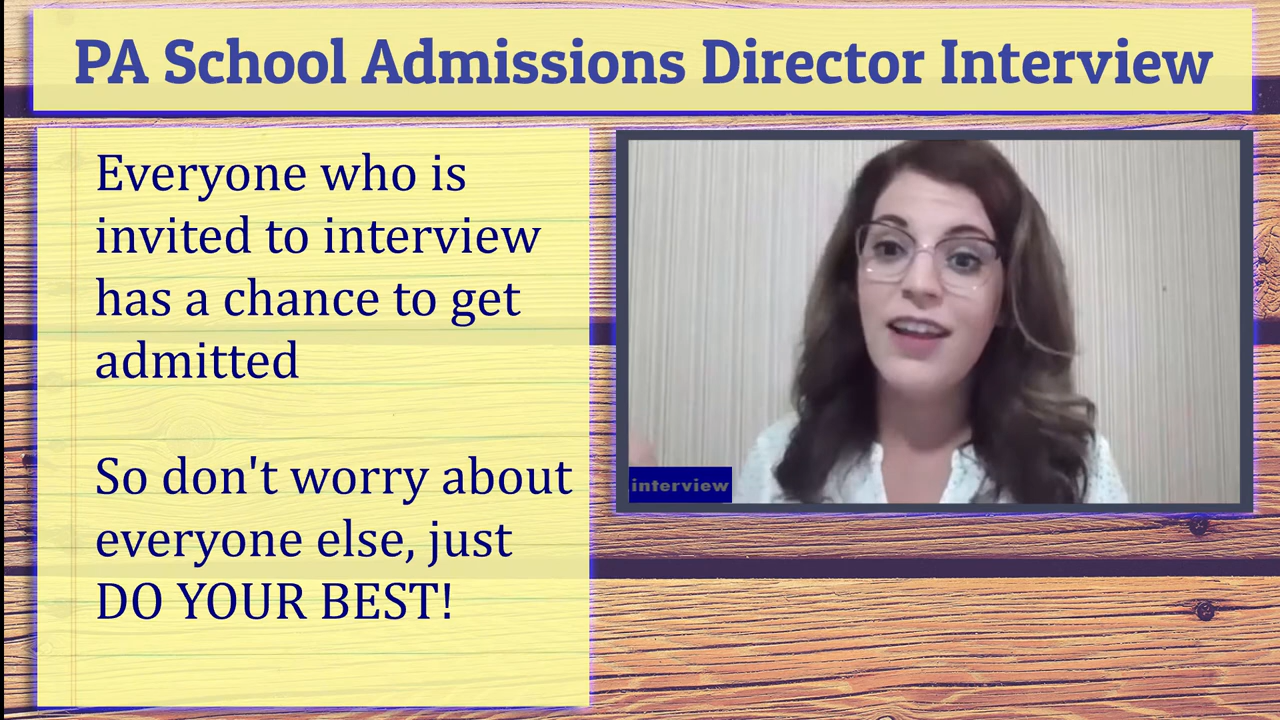 PA School Admissions Director Interview
Everyone who is
invited to interview
has a chance to get
admitted
So don't worry about
everyone else, just
DO YOUR BEST!
interview